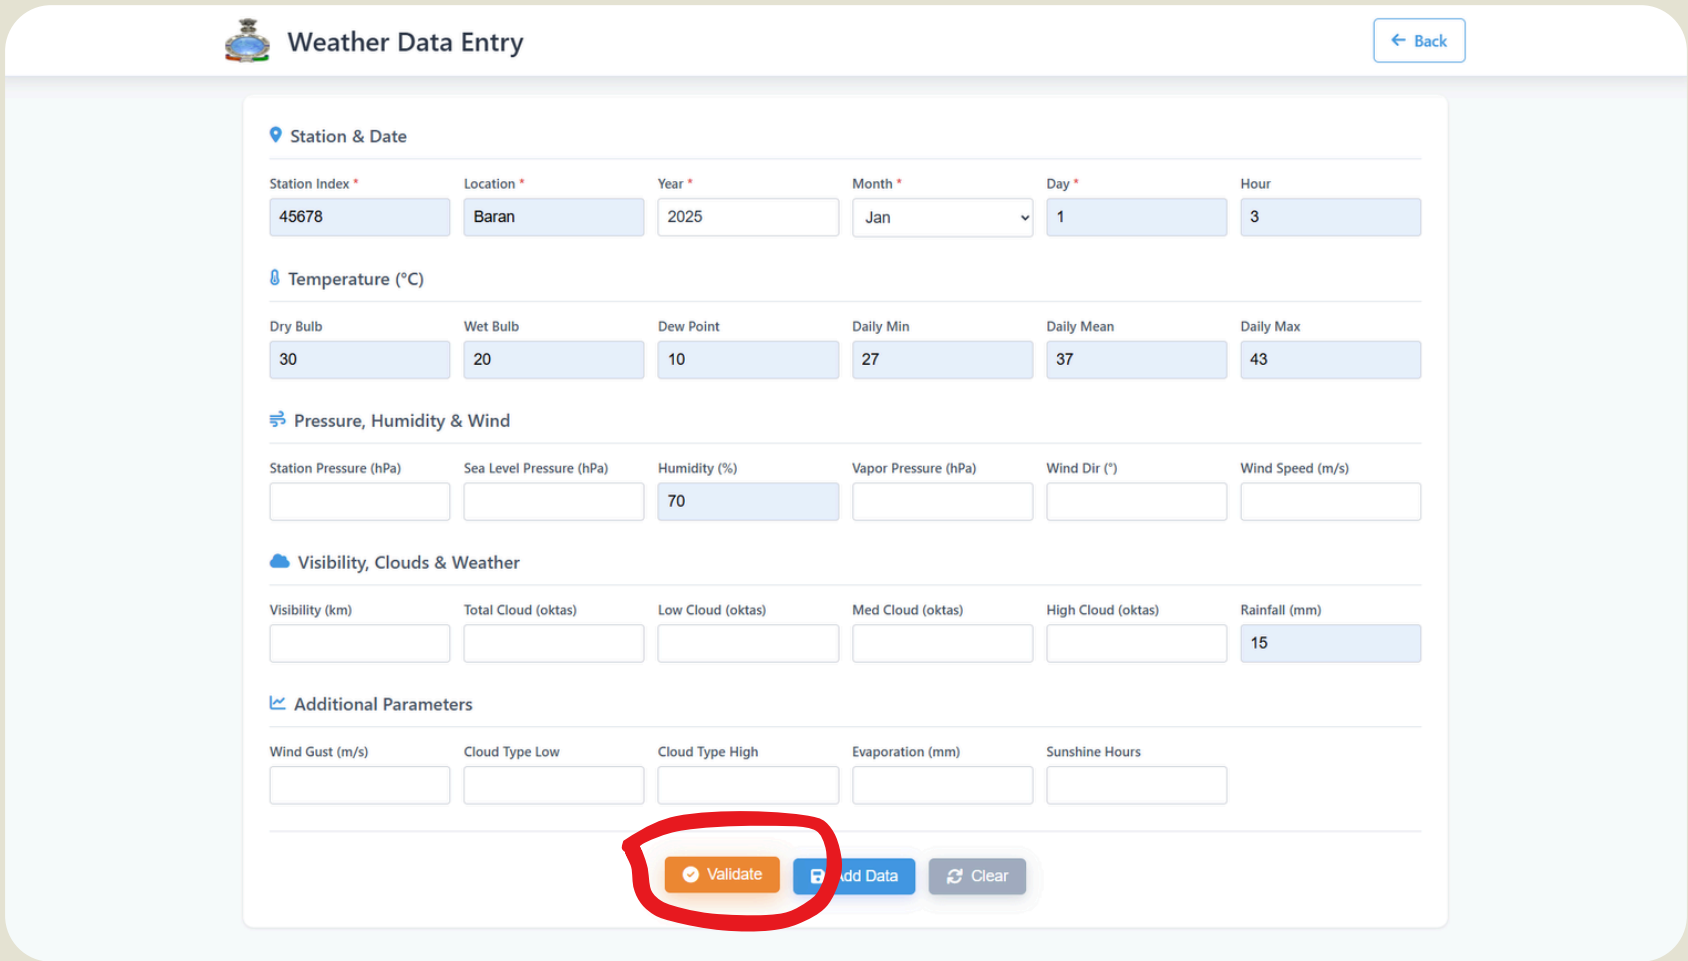 Weather Data Entry
Back
Station & Date
Station Index * Location * Year * Month * Day * Hour
45678 Baran 2025 Jan 1 3
Temperature (°C)
Dry Bulb Wet Bulb Dew Point Daily Min Daily Mean Daily Max
30 20 10 27 37 43
Pressure, Humidity & Wind
Station Pressure (hPa) Sea Level Pressure (hPa) Humidity (%) Vapor Pressure (hPa) Wind Dir (°) Wind Speed (m/s)
70
Visibility, Clouds & Weather
Visibility (km) Total Cloud (oktas) Low Cloud (oktas) Med Cloud (oktas) High Cloud (oktas) Rainfall (mm)
15
Additional Parameters
Wind Gust (m/s) Cloud Type Low Cloud Type High Evaporation (mm) Sunshine Hours
Validate Add Data Clear